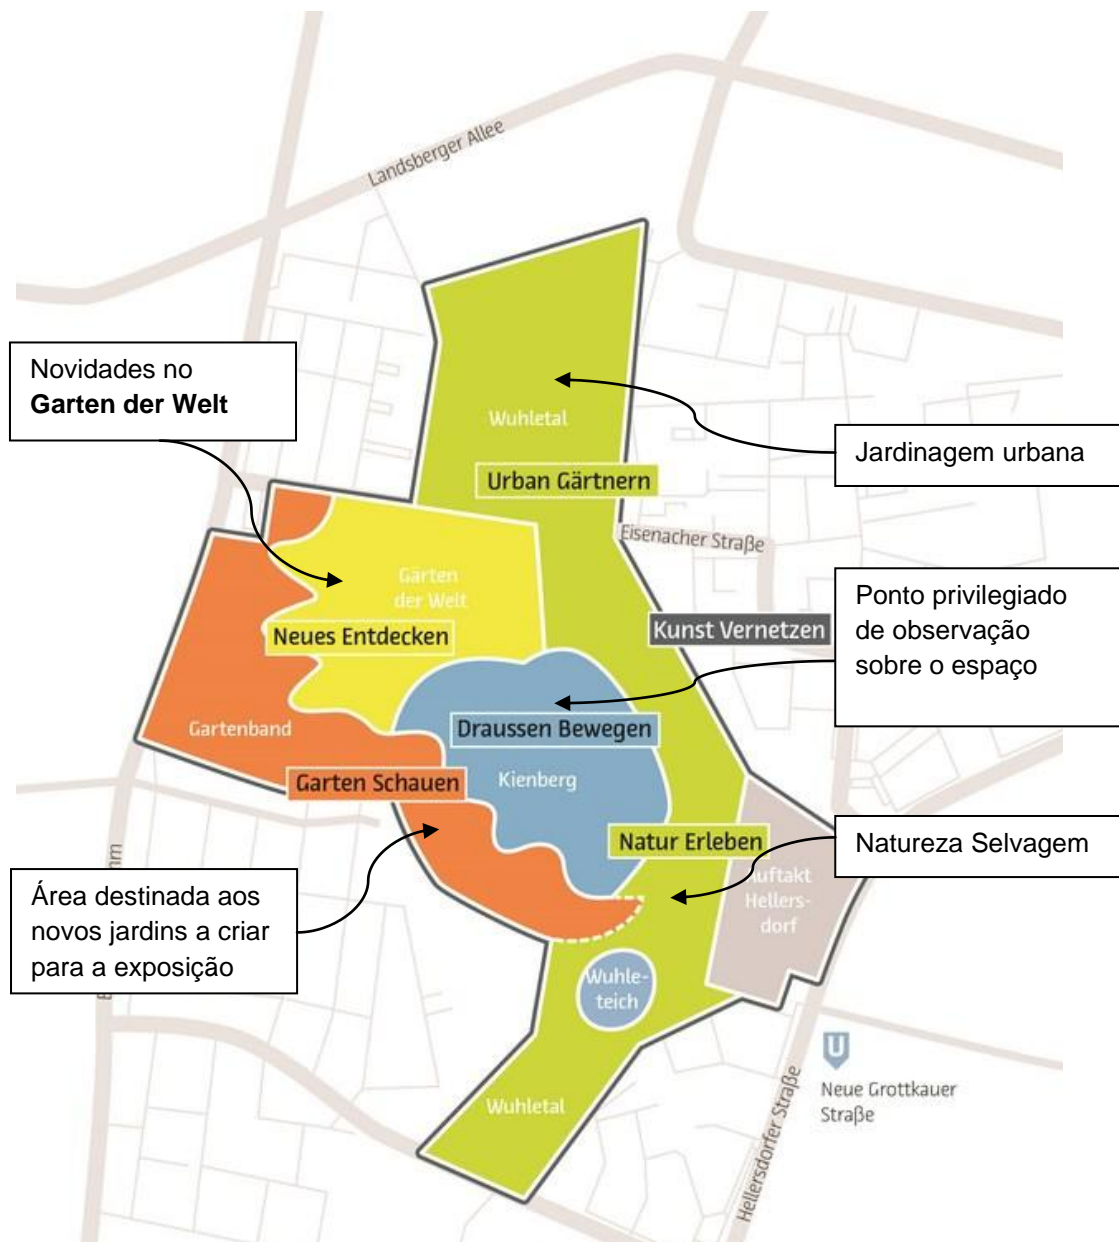 Landsberger Allee
Novidades no
Garten der Welt
Wuhletal
Jardinagem urbana
Urban Gärtnern
Eisenacher Straße
Gärten
der Welt
Ponto privilegiado
de observação
sobre o espaço
Neues Entdecken
Kunst Vernetzen
Gartenband
Draussen Bewegen
Kienberg
Garten Schauen
Natur Erleben
Natureza Selvagem
Hellers-
dorf
Área destinada aos
novos jardins a criar
para a exposição
Wuhle-
teich
U
Neue Grottkauer
Straße
Wuhletal
Hellersdorfer Straße